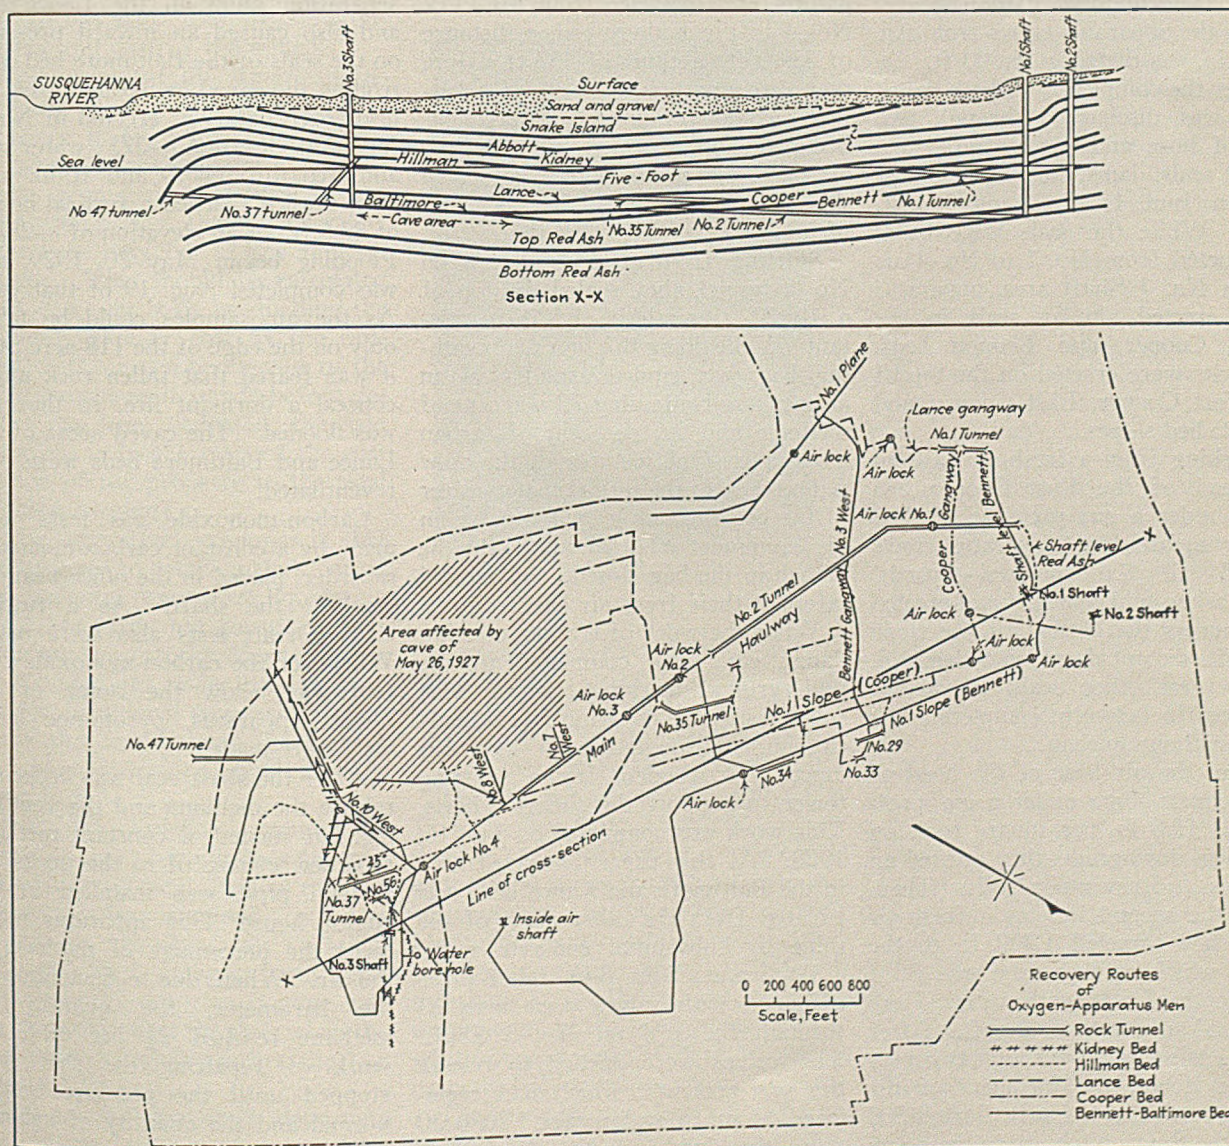 No.3 Shaft
No.1 Shaft
No.2 Shaft
SUSQUEHANNA
RIVER
Surface
Sand and gravel
Snake Island
Abbott
Hillman
Kidney
Sea level
Five-Foot
Lance
Cooper
Baltimore
Bennett
No.1 Tunnel
No 47 tunnel
No.37 tunnel
Cave area
No.35 Tunnel
No.2 Tunnel
Top Red Ash
Bottom Red Ash
Section X-X
No.1 Plane
Lance gangway
No.1 Tunnel
Air lock
Air lock
Cooper Gangway
Shaft level Bennett
Air lock No.1
Bennett Gangway No.3 West
Shaft level
Red Ash
X
No.1 Shaft
No.2 Shaft
Air lock
Air lock
Air lock
Area affected by
cave of
May 26, 1927
No.2 Tunnel
Haulway
Air lock
No.2
Air lock
No.3
No.35 Tunnel
No.1 Slope (Cooper)
No.1 Slope (Bennett)
No.7 West
Main
No.8 West
No.29
No.33
No.34
Air lock
No.47 Tunnel
Fire
No.10 West
Air lock No.4
45°
No.56
No.37
Tunnel
Line of cross-section
Inside air
shaft
Water
bore hole
No.3 Shaft
X
0 200 400 600 800
Scale, Feet
Recovery Routes
of
Oxygen-Apparatus Men
Rock Tunnel
Kidney Bed
Hillman Bed
Lance Bed
Cooper Bed
Bennett-Baltimore Bed